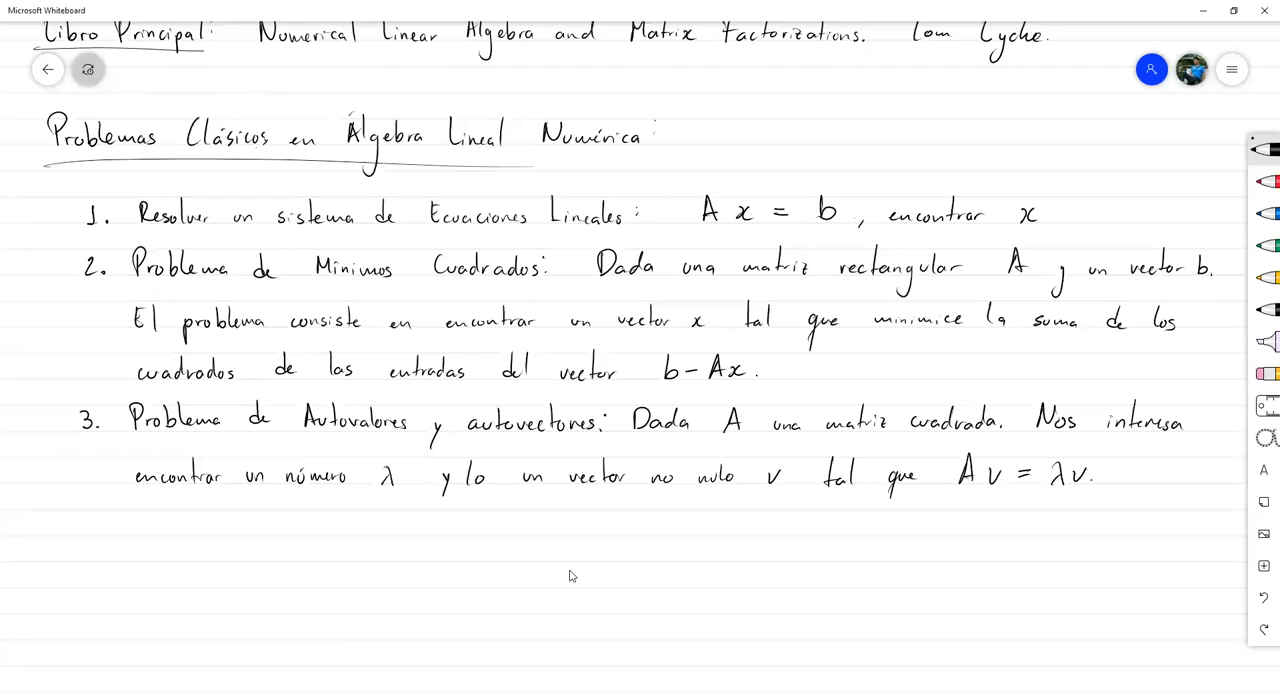 Microsoft Whiteboard
Libro Principal: Numerical Linear Algebra and Matrix Factorizations. Tom Lyche.
Problemas Clásicos en Álgebra Lineal Numérica:
1. Resolver un sistema de Ecuaciones Lineales: A x = b, encontrar x
2. Problema de Mínimos Cuadrados: Dada una matriz rectangular A y un vector b.
El problema consiste en encontrar un vector x tal que minimice la suma de los
cuadrados de las entradas del vector b - Ax.
3. Problema de Autovalores y autovectores: Dada A una matriz cuadrada. Nos interesa
encontrar un número λ y/o un vector no nulo v tal que A v = λv.
A